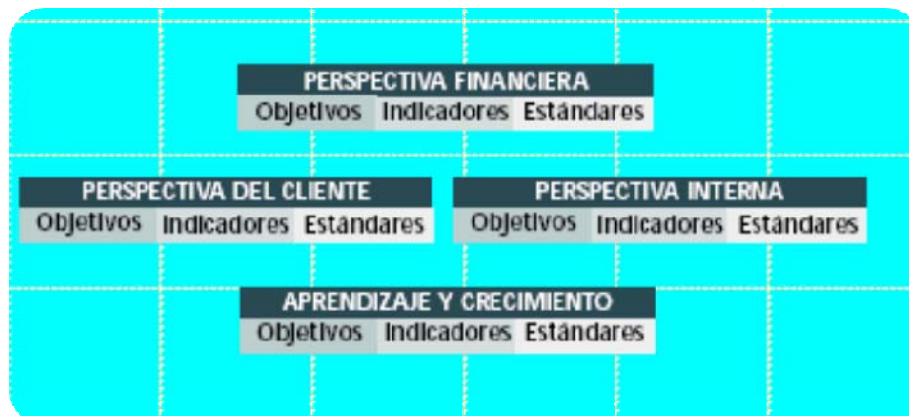 PERSPECTIVA FINANCIERA
Objetivos Indicadores Estándares
PERSPECTIVA DEL CLIENTE
Objetivos Indicadores Estándares
PERSPECTIVA INTERNA
Objetivos Indicadores Estándares
APRENDIZAJE Y CRECIMIENTO
Objetivos Indicadores Estándares